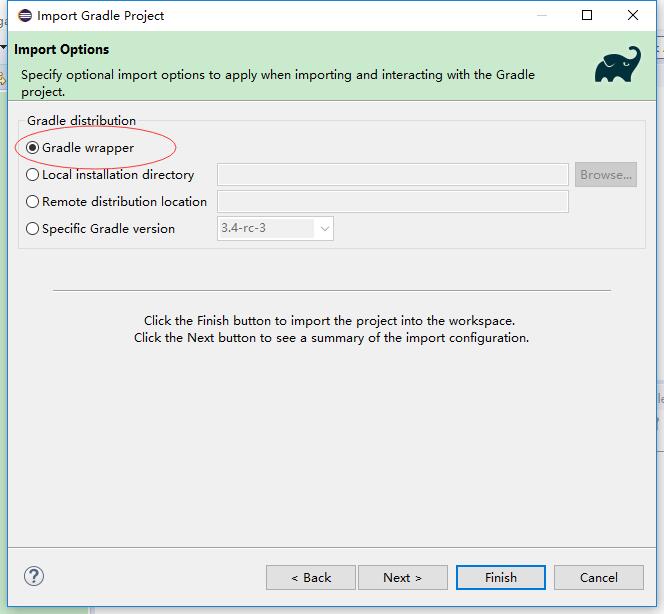 Import Gradle Project
Import Options
Specify optional import options to apply when importing and interacting with the Gradle
project.
Gradle distribution
Gradle wrapper
Local installation directory
Browse...
Remote distribution location
Specific Gradle version
3.4-rc-3
Click the Finish button to import the project into the workspace.
Click the Next button to see a summary of the import configuration.
?
< Back
Next >
Finish
Cancel